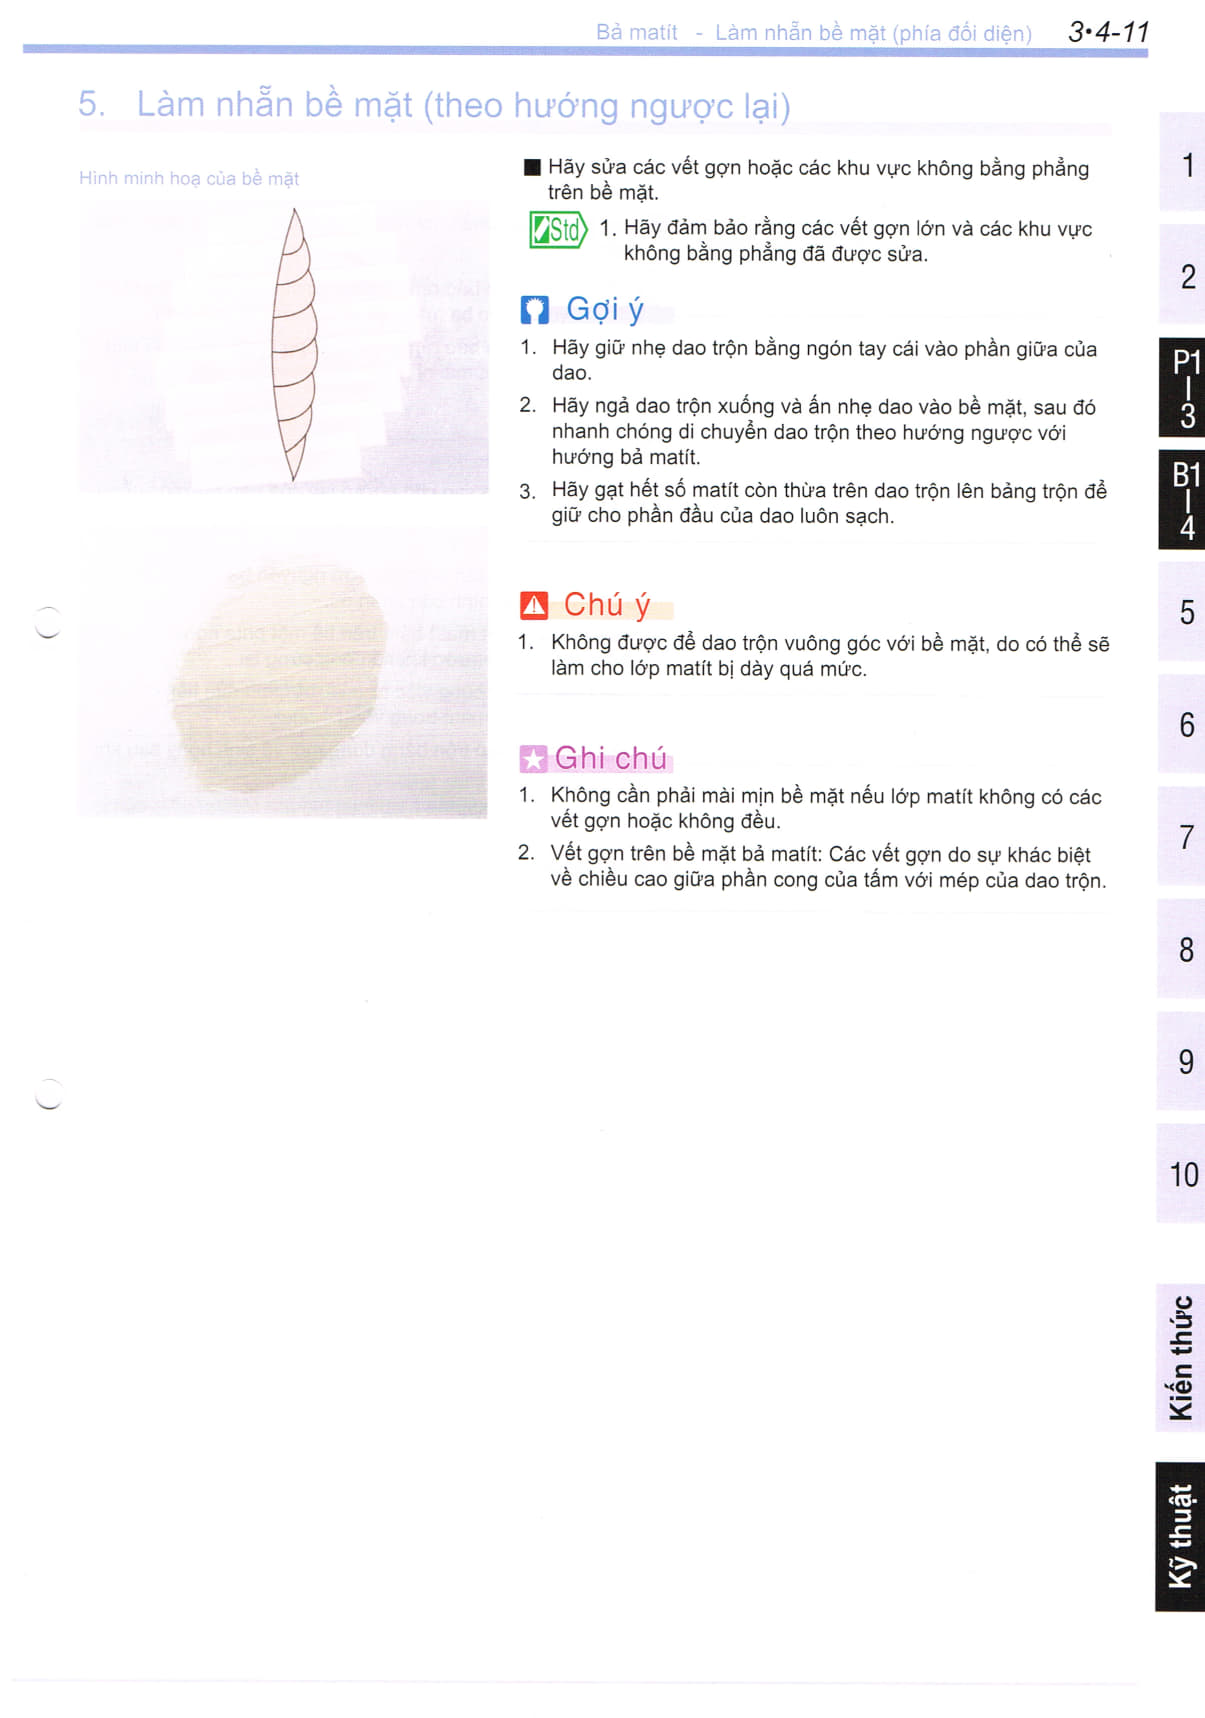 Bả matít - Làm nhẵn bề mặt (phía đối diện) 3•4-11
5. Làm nhẵn bề mặt (theo hướng ngược lại)
Hình minh hoạ của bề mặt
■ Hãy sửa các vết gợn hoặc các khu vực không bằng phẳng
trên bề mặt.
Std 1. Hãy đảm bảo rằng các vết gợn lớn và các khu vực
không bằng phẳng đã được sửa.
Gợi ý
1. Hãy giữ nhẹ dao trộn bằng ngón tay cái vào phần giữa của
dao.
2. Hãy ngả dao trộn xuống và ấn nhẹ dao vào bề mặt, sau đó
nhanh chóng di chuyển dao trộn theo hướng ngược với
hướng bả matít.
3. Hãy gạt hết số matít còn thừa trên dao trộn lên bảng trộn để
giữ cho phần đầu của dao luôn sạch.
Chú ý
1. Không được để dao trộn vuông góc với bề mặt, do có thể sẽ
làm cho lớp matít bị dày quá mức.
Ghi chú
1. Không cần phải mài mịn bề mặt nếu lớp matít không có các
vết gợn hoặc không đều.
2. Vết gợn trên bề mặt bả matít: Các vết gợn do sự khác biệt
về chiều cao giữa phần cong của tấm với mép của dao trộn.
1
2
P1
|
3
B1
|
4
5
6
7
8
9
10
Kiến thức
Kỹ thuật